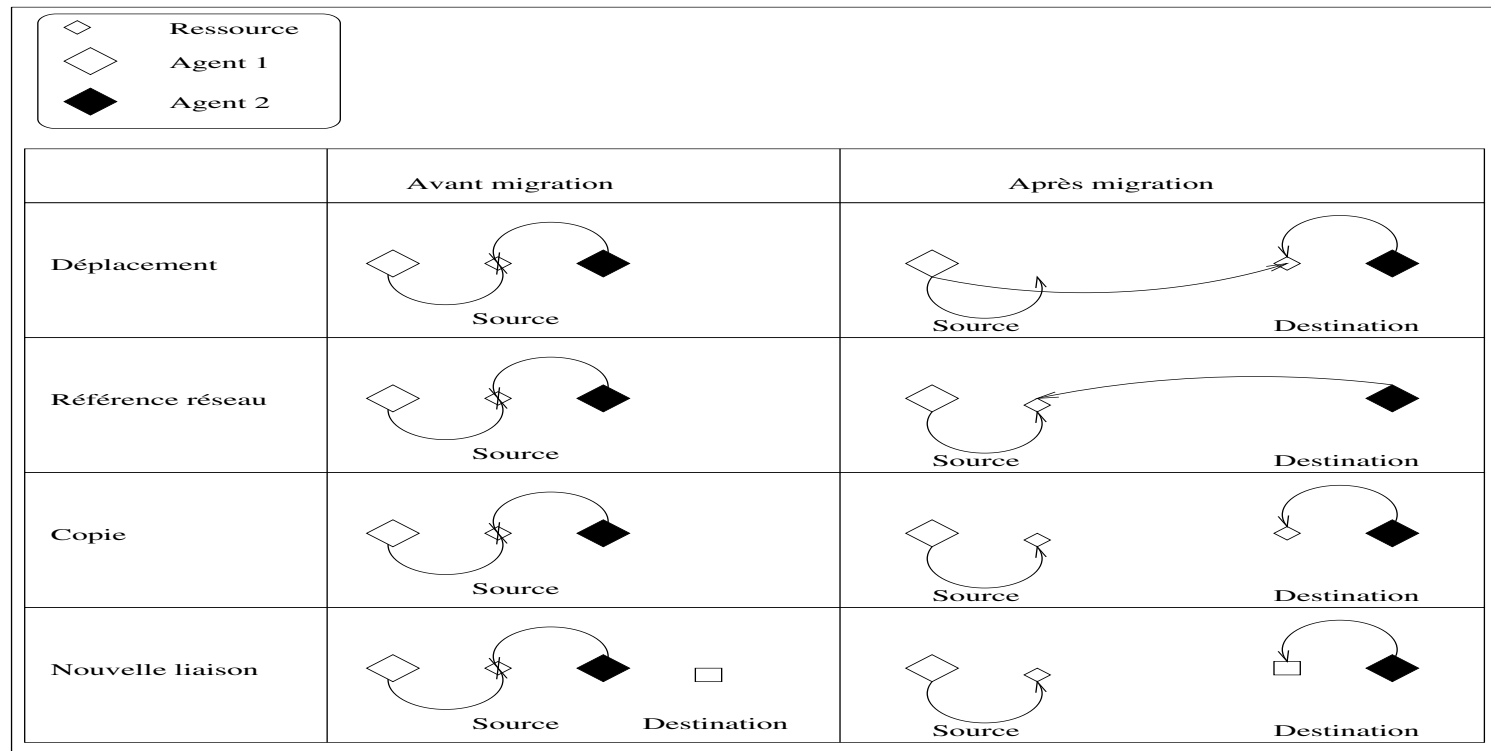 Ressource
Agent 1
Agent 2
Avant migration
Après migration
Déplacement
Source
Source
Destination
Référence réseau
Source
Source
Destination
Copie
Source
Source
Destination
Nouvelle liaison
Source
Destination
Source
Destination